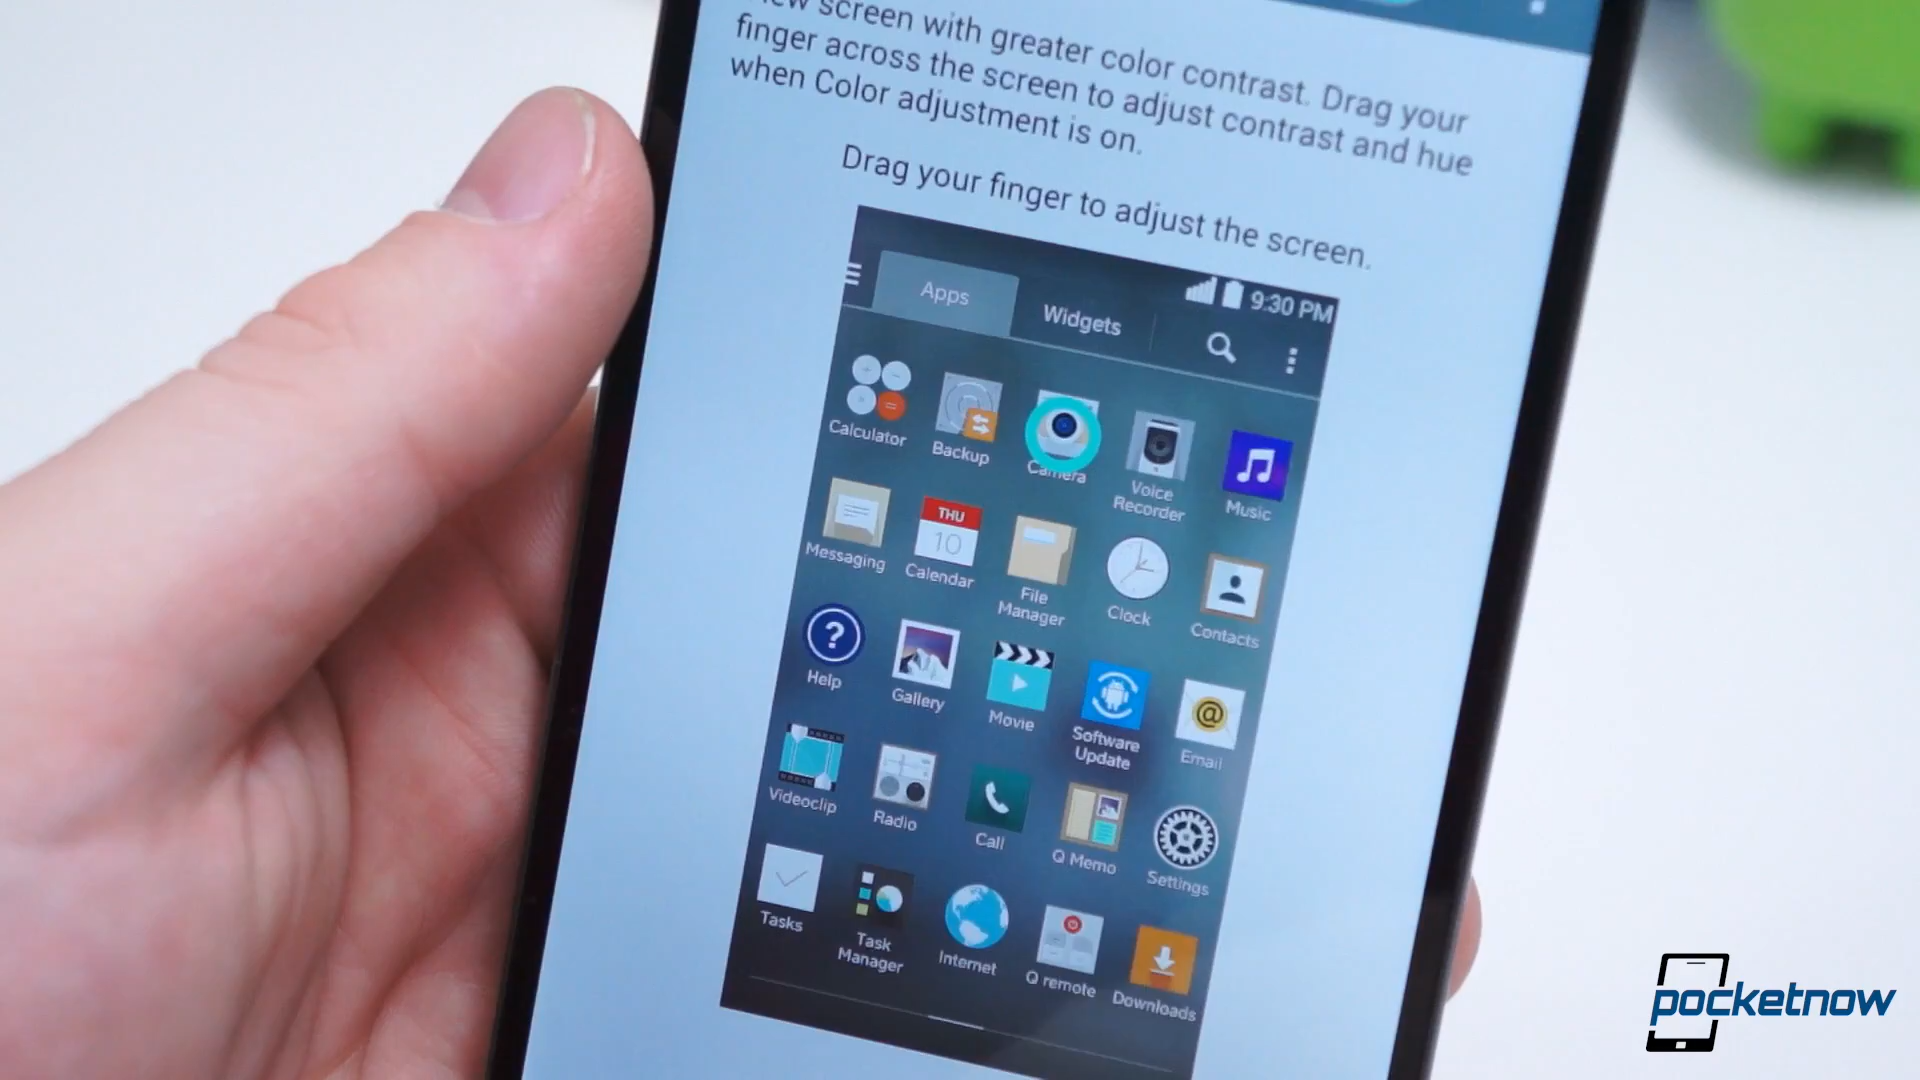 screen with greater color contrast. Drag your
finger across the screen to adjust contrast and hue
when Color adjustment is on.
Drag your finger to adjust the screen.
9:30 PM
Apps Widgets
Calculator Backup Camera Voice Recorder Music
THU
10
Messaging Calendar File Manager Clock Contacts
?
@
Help Gallery Movie Software Update Email
Videoclip Radio Call Q Memo Settings
Tasks Task Manager Internet Q remote Downloads
pocketnow